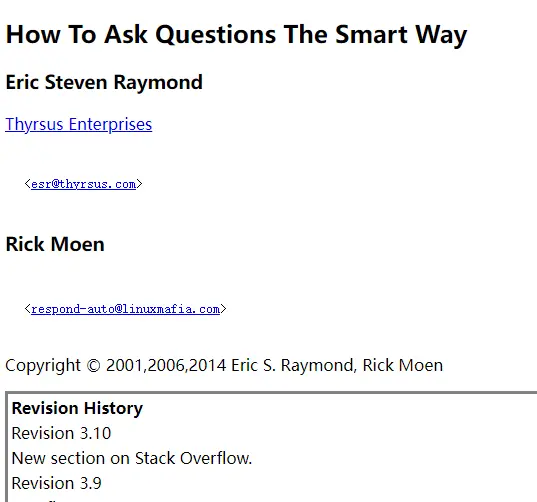 How To Ask Questions The Smart Way
Eric Steven Raymond
Thyrsus Enterprises
<esr@thyrsus.com>
Rick Moen
<respond-auto@linuxmafia.com>
Copyright © 2001,2006,2014 Eric S. Raymond, Rick Moen
Revision History
Revision 3.10
New section on Stack Overflow.
Revision 3.9